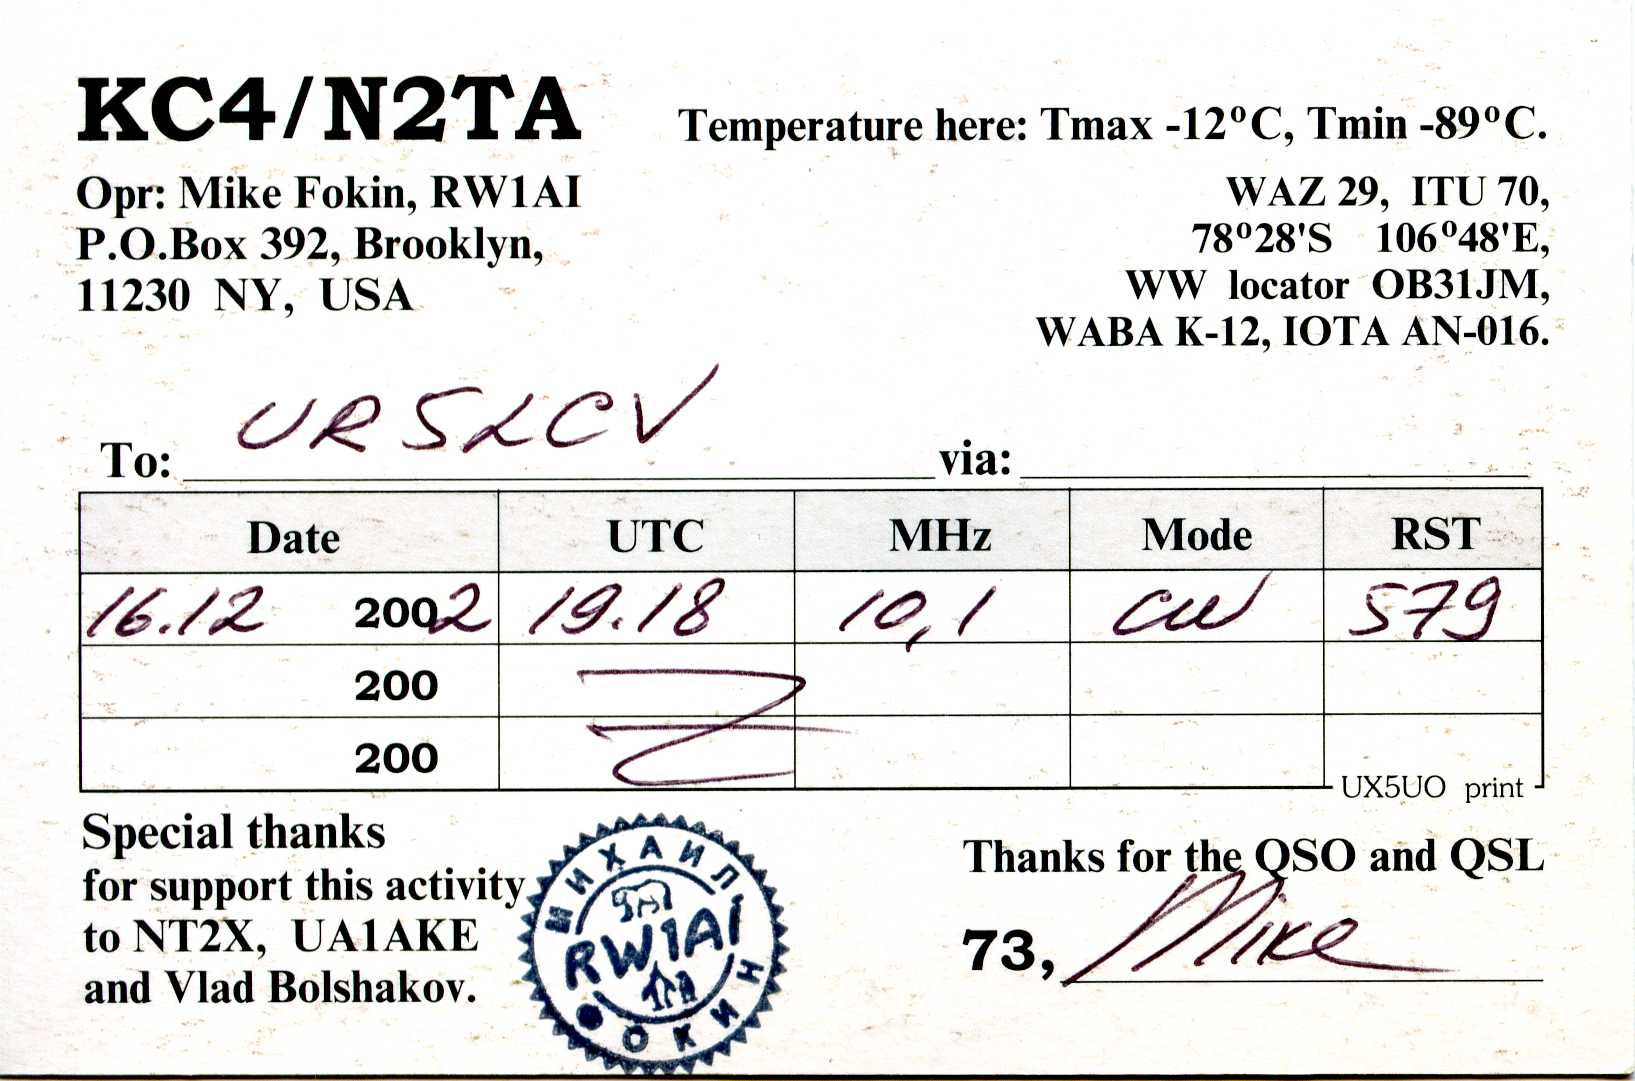 KC4/N2TA
Temperature here: Tmax -12°C, Tmin -89°C.
Opr: Mike Fokin, RW1AI
P.O.Box 392, Brooklyn,
11230 NY, USA
WAZ 29, ITU 70,
78°28'S 106°48'E,
WW locator OB31JM,
WABA K-12, IOTA AN-016.
To: UR5LCV via:
Date UTC MHz Mode RST
16.12 2002 19.18 10,1 CW 579
200
200
UX5UO print
Special thanks
for support this activity
to NT2X, UA1AKE
and Vlad Bolshakov.
МИХАИЛ
RW1AI
ФОКИН
Thanks for the QSO and QSL
73, Mike